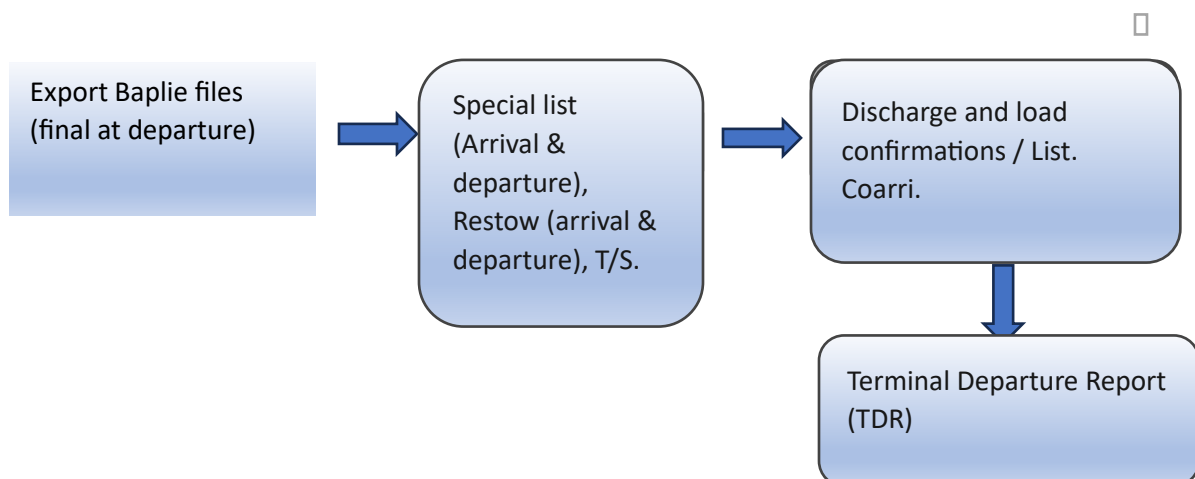 Export Baplie files
(final at departure)
Special list
(Arrival &
departure),
Restow (arrival &
departure), T/S.
Discharge and load
confirmations / List.
Coarri.
Terminal Departure Report
(TDR)